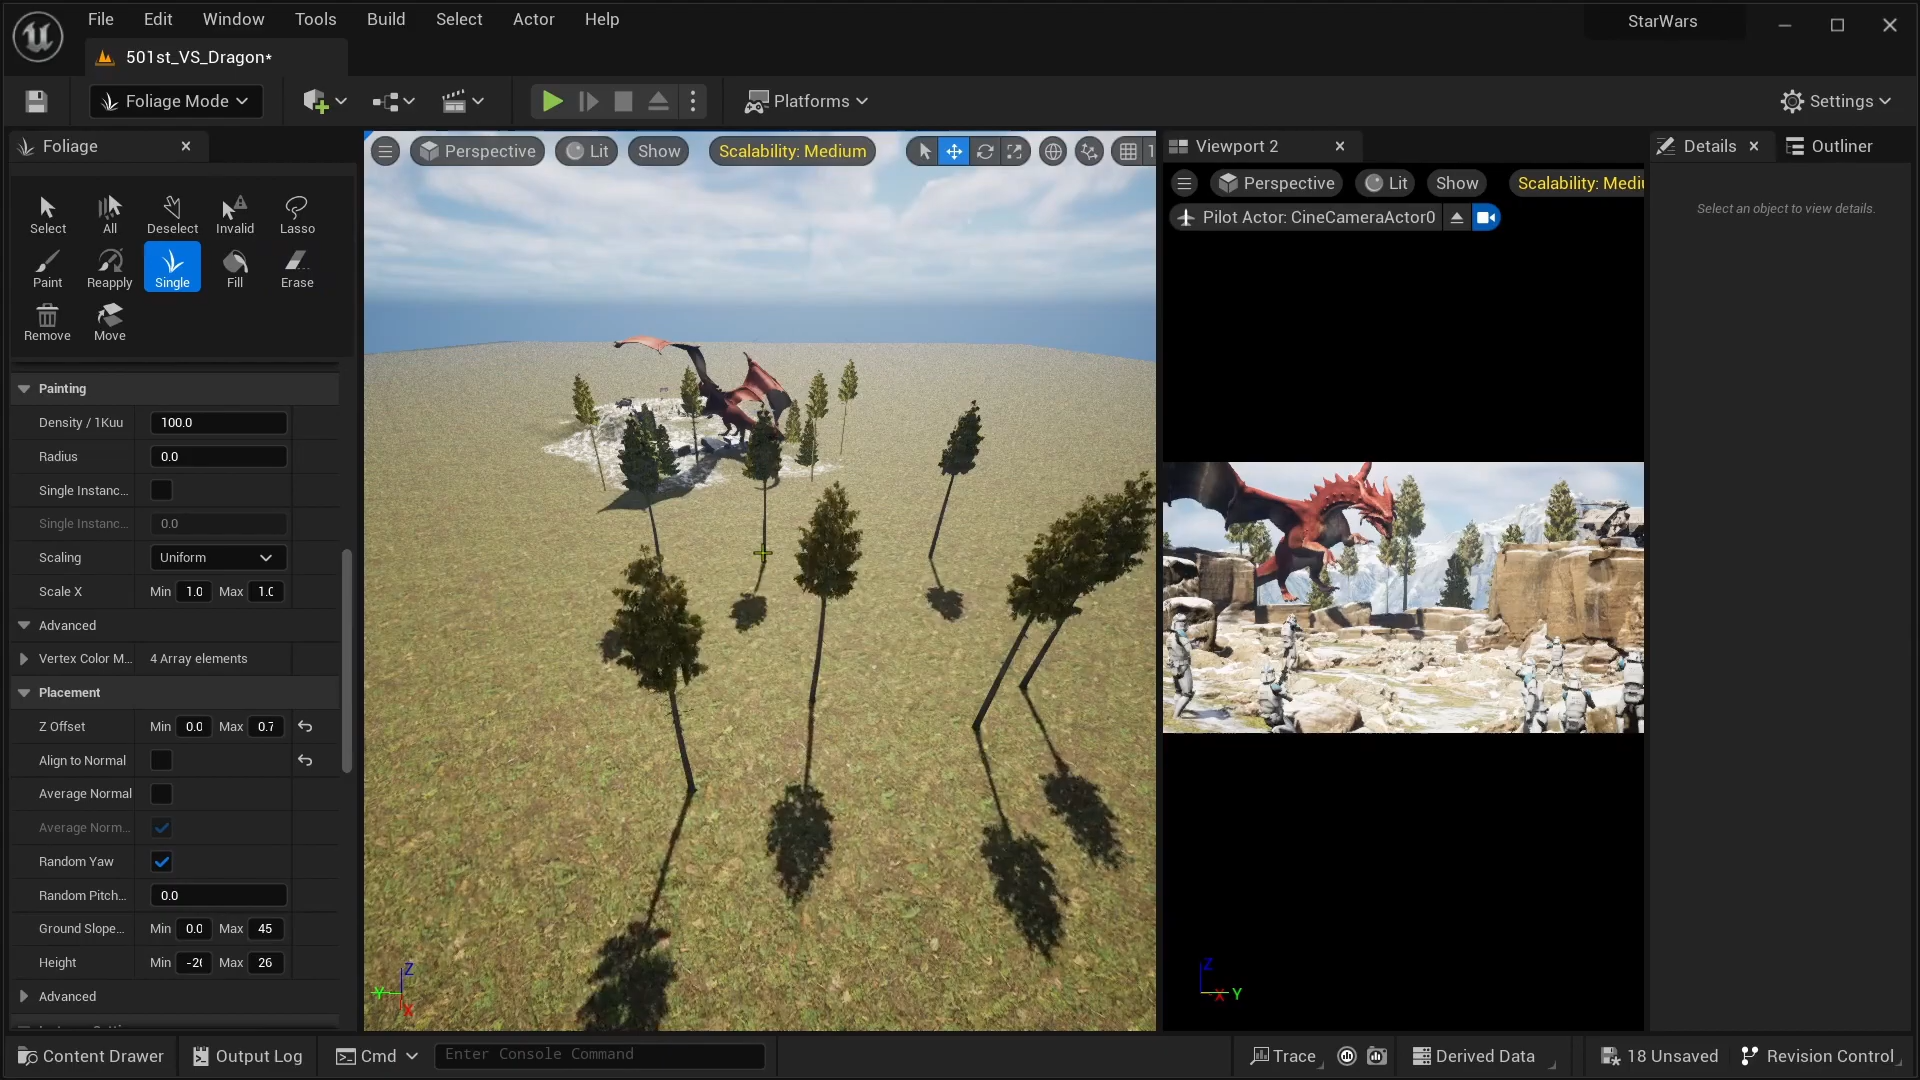 File Edit Window Tools Build Select Actor Help
StarWars
501st_VS_Dragon*
Foliage Mode
Platforms
Settings
Foliage
Perspective Lit Show Scalability: Medium
Viewport 2
Details
Outliner
Perspective Lit Show
Pilot Actor: CineCameraActor0
Select an object to view details.
Select All Deselect Invalid Lasso
Paint Reapply Single Fill Erase
Remove Move
Painting
Density / 1Kuu 100.0
Radius 0.0
Single Instanc...
Single Instanc... 0.0
Scaling Uniform
Scale X Min 1.0 Max
Advanced
Vertex Color M... 4 Array elements
Placement
Z Offset Min 0.0 Max 0.7
Align to Normal
Average Normal
Average Norm...
Random Yaw
Random Pitch... 0.0
Ground Slope... Min 0.0 Max 45
Height Min Max 26
Advanced
Z
Y
X
Z
X Y
Content Drawer
Output Log
Cmd
Enter Console Command
Trace
Derived Data
18 Unsaved
Revision Control